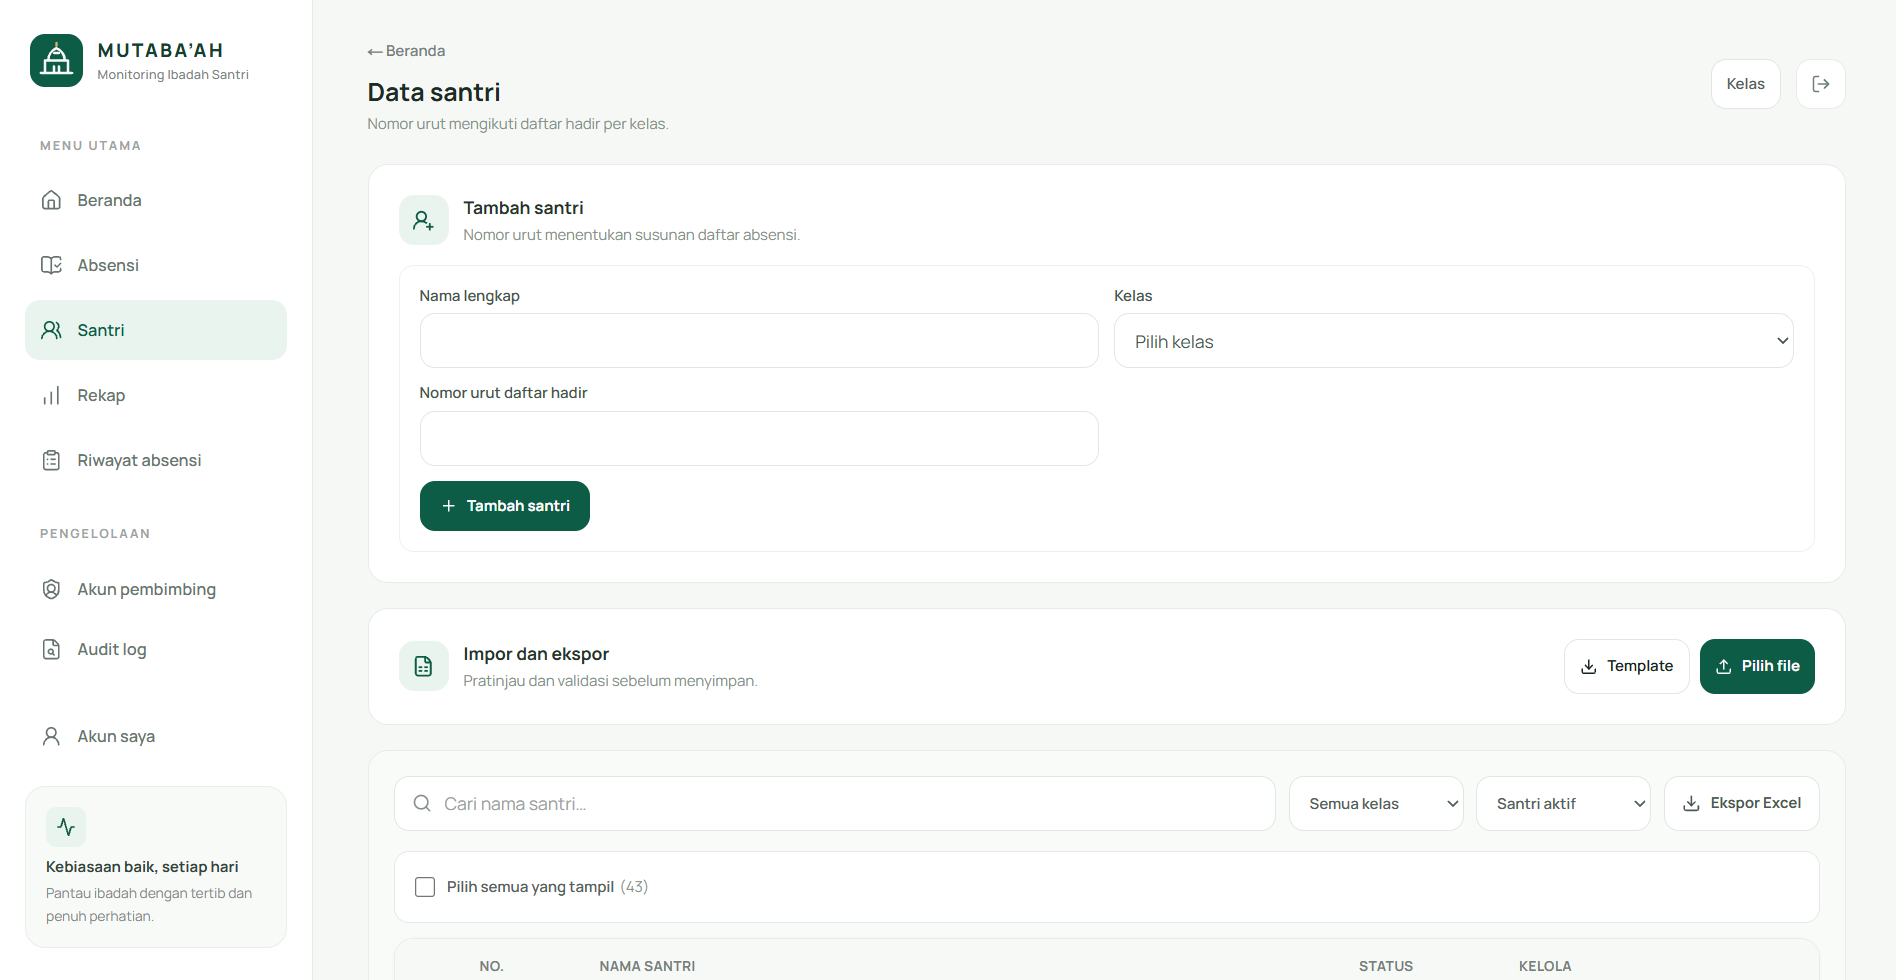 MUTABA'AH
Monitoring Ibadah Santri
MENU UTAMA
Beranda
Absensi
Santri
Rekap
Riwayat absensi
PENGELOLAAN
Akun pembimbing
Audit log
Akun saya
Kebiasaan baik, setiap hari
Pantau ibadah dengan tertib dan
penuh perhatian.
← Beranda
Data santri
Nomor urut mengikuti daftar hadir per kelas.
Kelas
Tambah santri
Nomor urut menentukan susunan daftar absensi.
Nama lengkap
Kelas
Pilih kelas
Nomor urut daftar hadir
+ Tambah santri
Impor dan ekspor
Pratinjau dan validasi sebelum menyimpan.
Template
Pilih file
Cari nama santri...
Semua kelas
Santri aktif
Ekspor Excel
Pilih semua yang tampil (43)
NO. NAMA SANTRI STATUS KELOLA